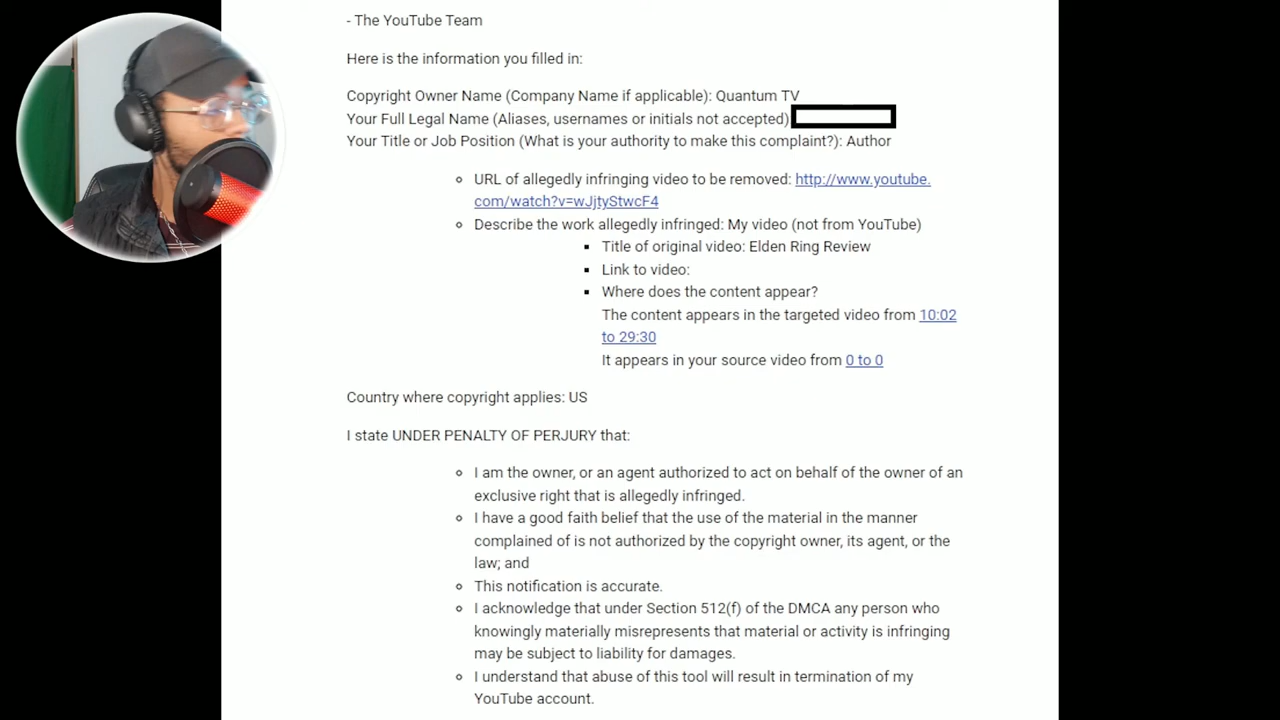 - The YouTube Team
Here is the information you filled in:
Copyright Owner Name (Company Name if applicable): Quantum TV
Your Full Legal Name (Aliases, usernames or initials not accepted)
Your Title or Job Position (What is your authority to make this complaint?): Author
URL of allegedly infringing video to be removed: http://www.youtube.
com/watch?v=wJjtyStwcF4
Describe the work allegedly infringed: My video (not from YouTube)
Title of original video: Elden Ring Review
Link to video:
Where does the content appear?
The content appears in the targeted video from 10:02
to 29:30
It appears in your source video from 0 to 0
Country where copyright applies: US
I state UNDER PENALTY OF PERJURY that:
I am the owner, or an agent authorized to act on behalf of the owner of an
exclusive right that is allegedly infringed.
I have a good faith belief that the use of the material in the manner
complained of is not authorized by the copyright owner, its agent, or the
law; and
This notification is accurate.
I acknowledge that under Section 512(f) of the DMCA any person who
knowingly materially misrepresents that material or activity is infringing
may be subject to liability for damages.
I understand that abuse of this tool will result in termination of my
YouTube account.